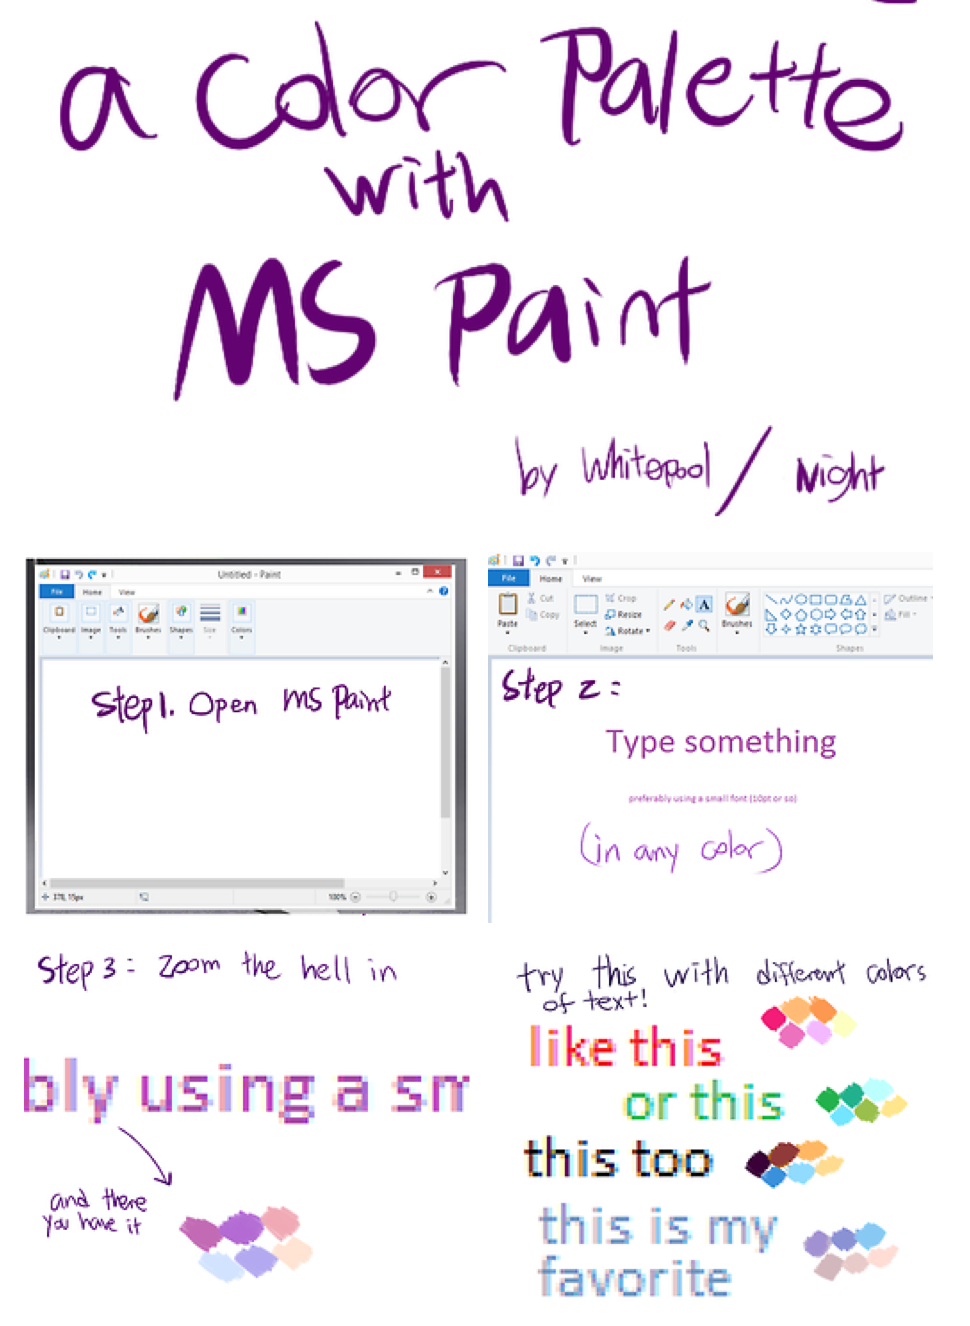 a Color Palette
with
MS Paint
by Whitepool / Night
Untitled - Paint
File Home View
Clipboard Image Tools Brushes Shapes Size Colors
Step 1. Open MS Paint
378, 15px 100%
File Home View
Paste Cut Copy Select Crop Resize Rotate Brushes Outline Fill
Clipboard Image Tools Shapes
Step 2:
Type something
preferably using a small font (10pt or so)
(in any color)
Step 3: Zoom the hell in
bly using a sm
and there
you have it
try this with different colors
of text!
like this
or this
this too
this is my
favorite